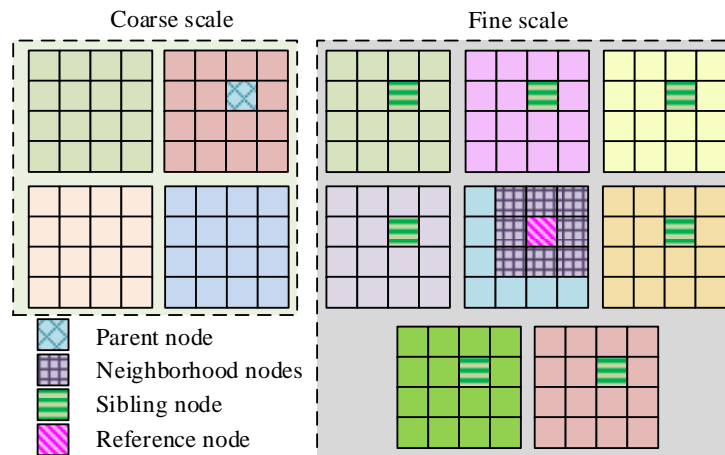 Coarse scale
Fine scale
Parent node
Neighborhood nodes
Sibling node
Reference node